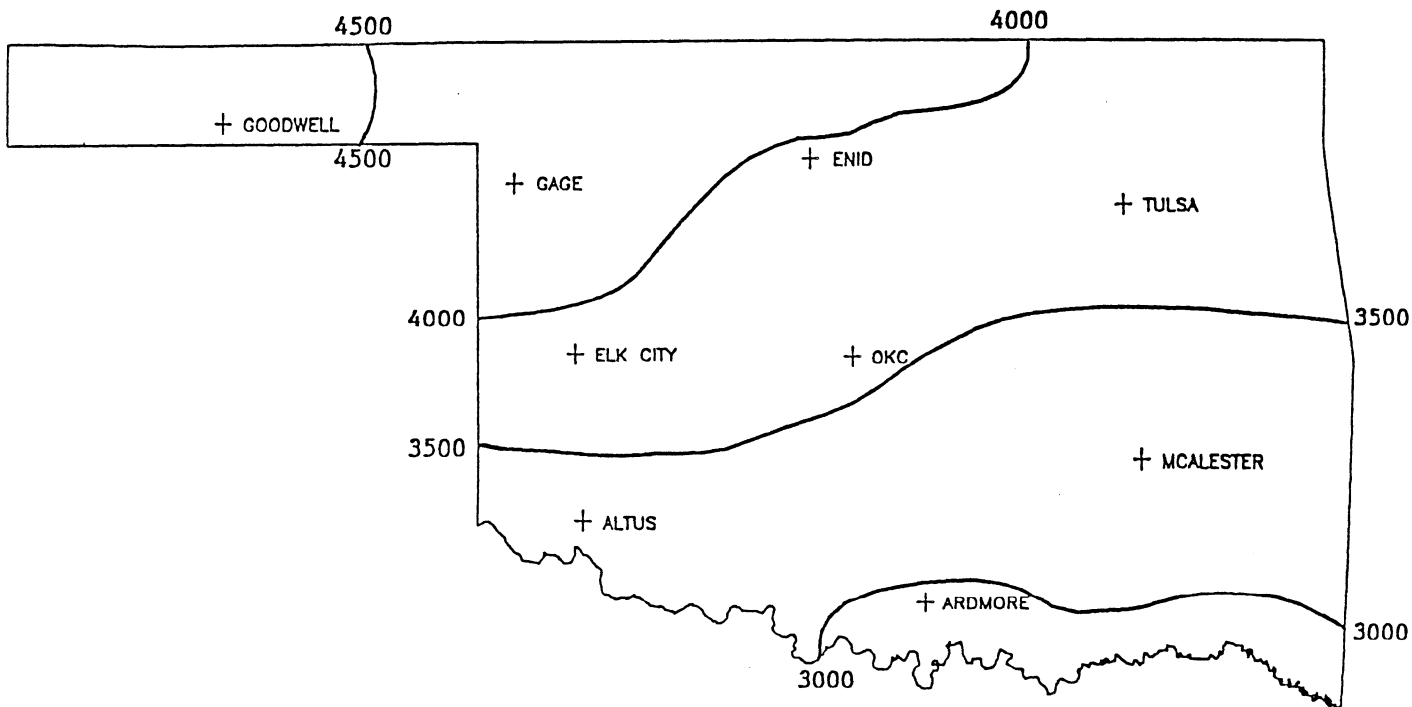 4500
4000
GOODWELL
4500
ENID
GAGE
TULSA
4000
3500
ELK CITY
OKC
3500
MCALESTER
ALTUS
ARDMORE
3000
3000